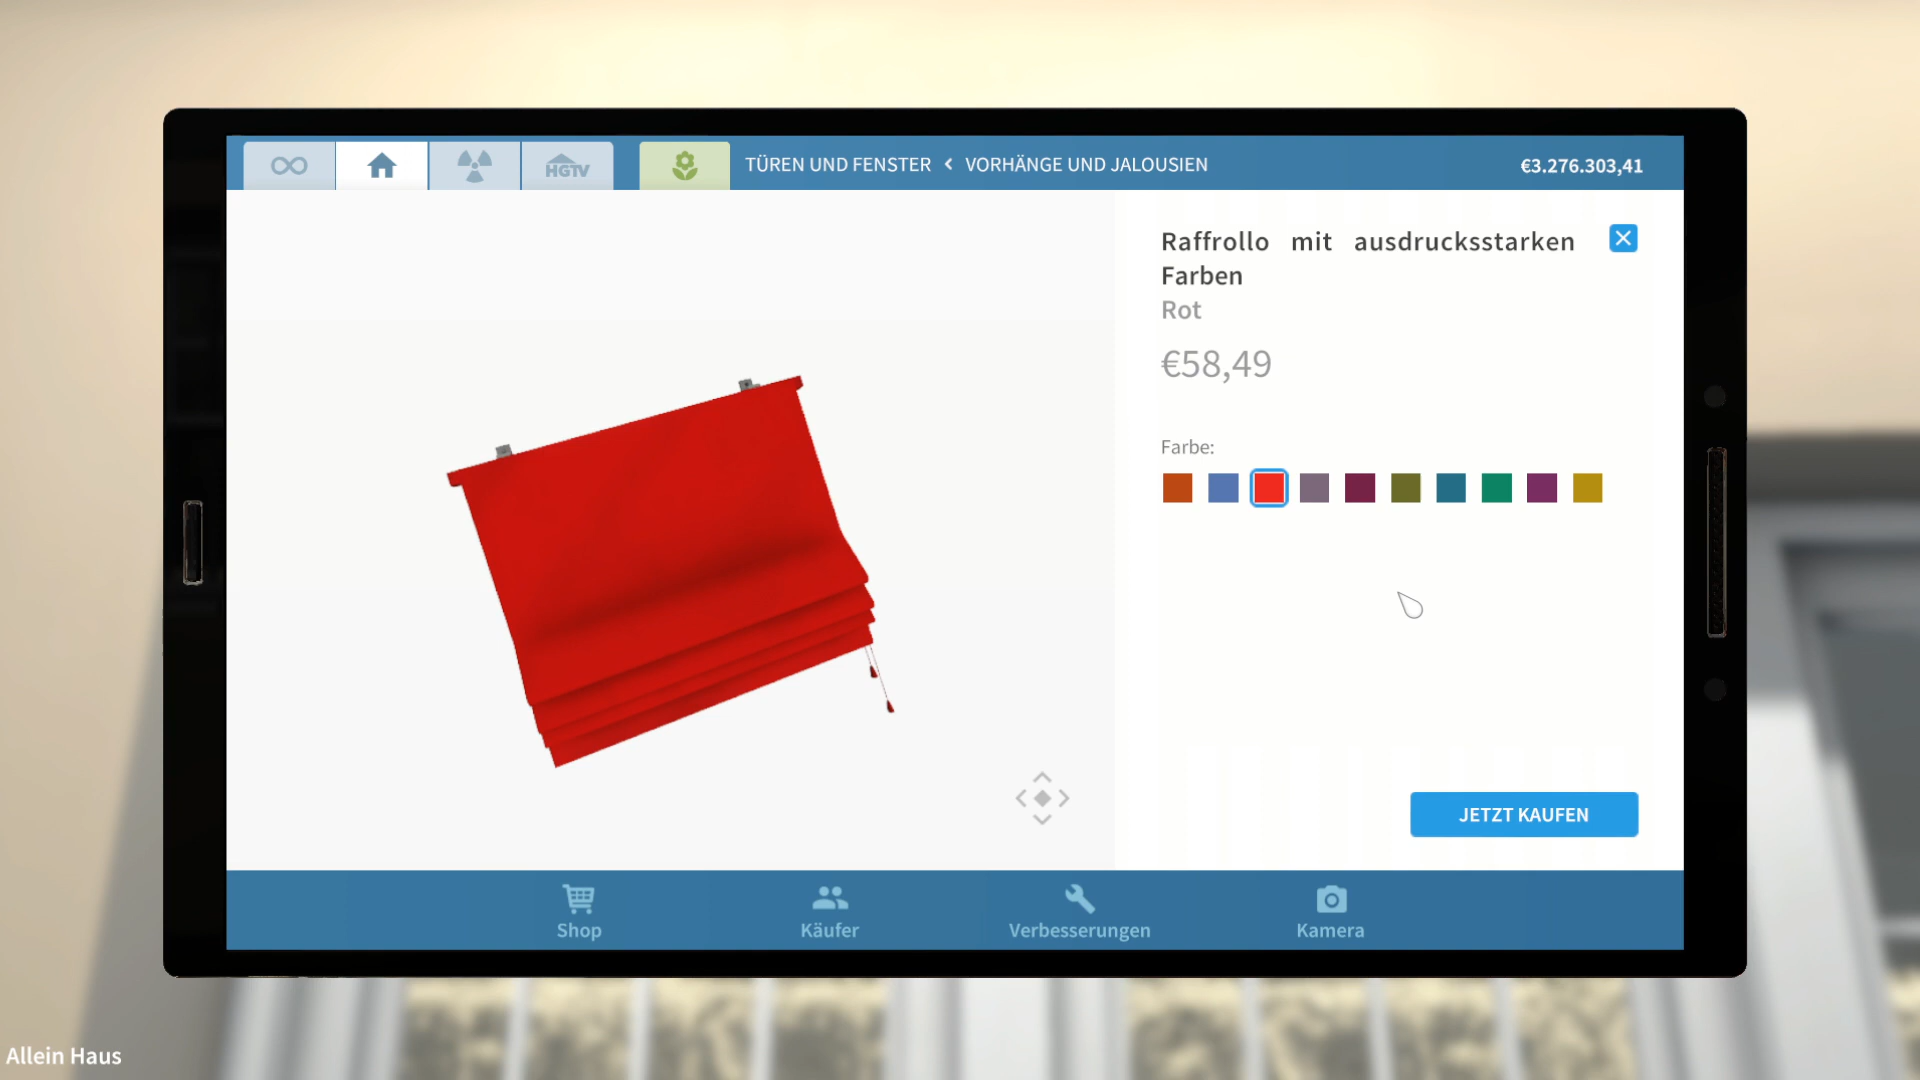 HGTV
TÜREN UND FENSTER < VORHÄNGE UND JALOUSIEN
€3.276.303,41
Raffrollo mit ausdrucksstarken
Farben
Rot
€58,49
Farbe:
JETZT KAUFEN
Shop
Käufer
Verbesserungen
Kamera
Allein Haus